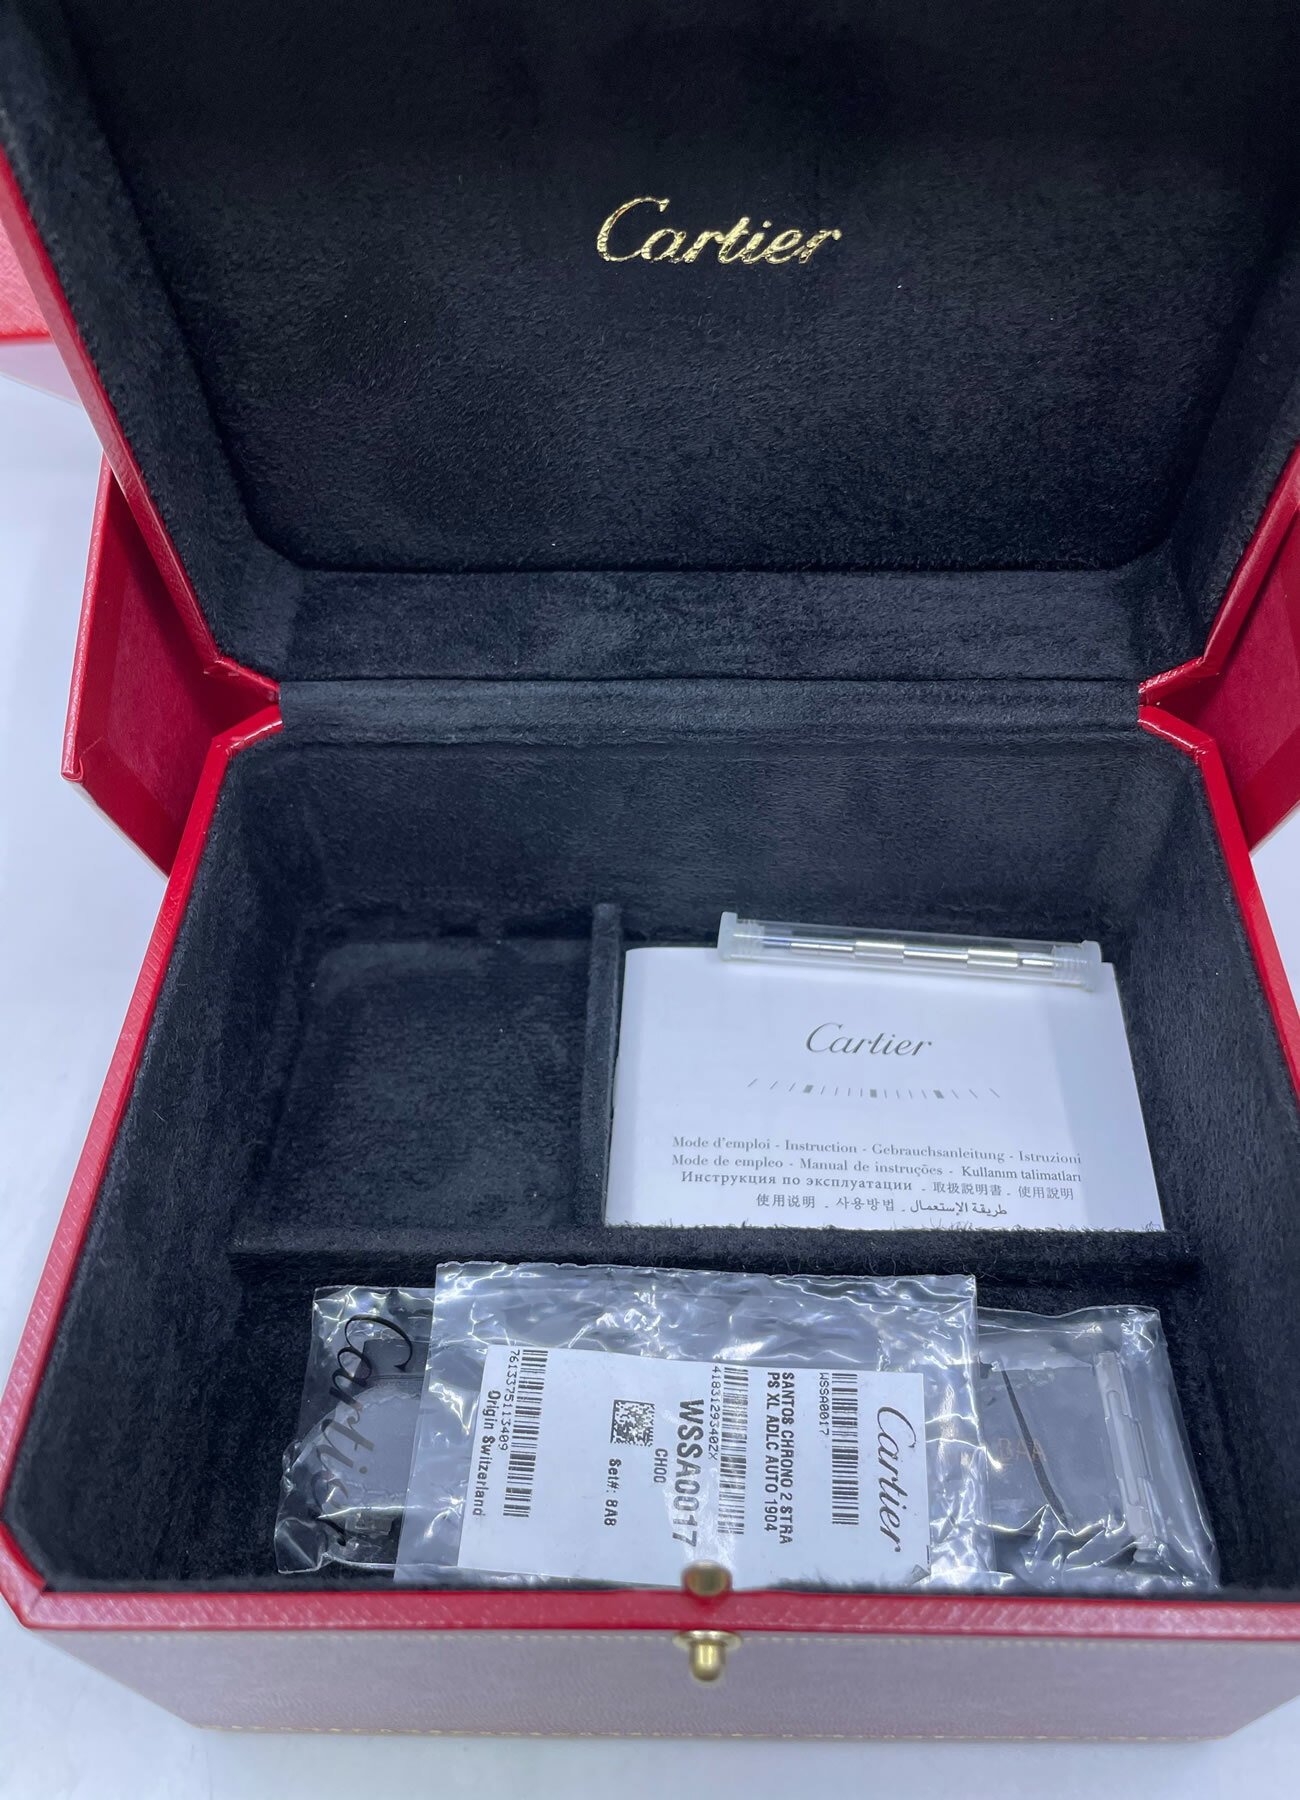 Cartier
Cartier
Mode d'emploi - Instruction - Gebrauchsanleitung - Istruzioni
Mode de empleo - Manual de instruções - Kullanım talimatları
Инструкция по эксплуатации . 取扱説明書 . 使用説明
使用说明 . 사용방법 . طريقة الإستعمال
Cartier
Cartier
WSSA0017
SANTOS CHRONO 2 STRA
PS XL ADLC AUTO 1904
41831293402X
WSSA0017
CH00
Set#: 8A8
7613375113409
Origin Switzerland